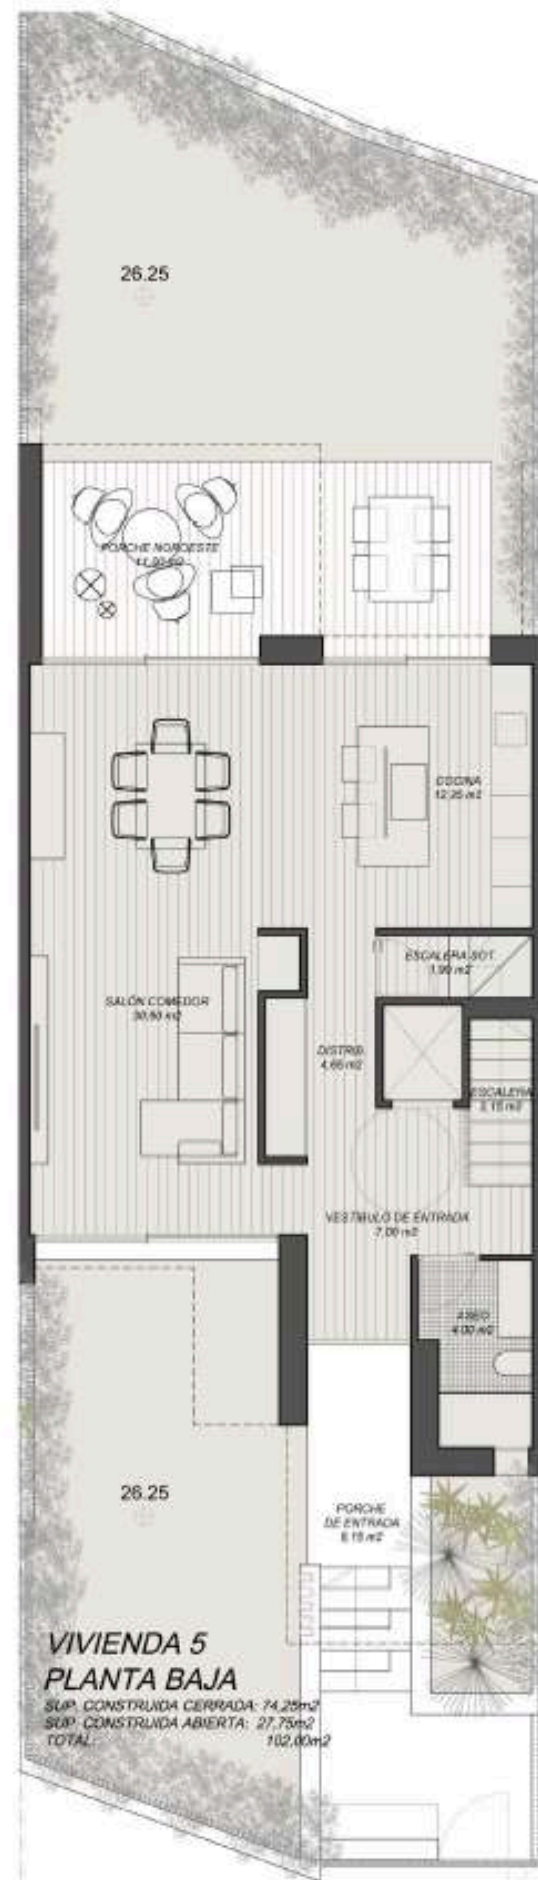 26.25
PORCHE NOROESTE
COCINA
12,35 m2
ESCALERA SOT.
1,90 m2
SALÓN COMEDOR
30,50 m2
DISTRIB.
4,65 m2
ESCALERA
VESTÍBULO DE ENTRADA
7,00 m2
ASEO
4,00 m2
26.25
PORCHE
DE ENTRADA
VIVIENDA 5
PLANTA BAJA
SUP. CONSTRUIDA CERRADA: 74,25m2
SUP. CONSTRUIDA ABIERTA: 27,75m2
TOTAL: 102,00m2